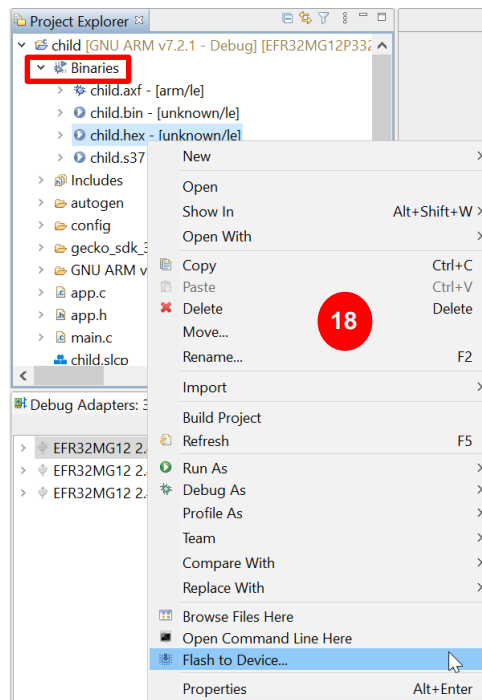 Project Explorer
child [GNU ARM v7.2.1 - Debug] [EFR32MG12P332
Binaries
child.axf - [arm/le]
child.bin - [unknown/le]
child.hex - [unknown/le]
child.s37
Includes
autogen
config
gecko_sdk_3
GNU ARM v
app.c
app.h
main.c
child.slcp
Debug Adapters: 3
EFR32MG12 2.
EFR32MG12 2.
EFR32MG12 2.
New
Open
Show In Alt+Shift+W
Open With
Copy Ctrl+C
Paste Ctrl+V
Delete Delete
Move...
Rename... F2
18
Import
Build Project
Refresh F5
Run As
Debug As
Profile As
Team
Compare With
Replace With
Browse Files Here
Open Command Line Here
Flash to Device...
Properties Alt+Enter